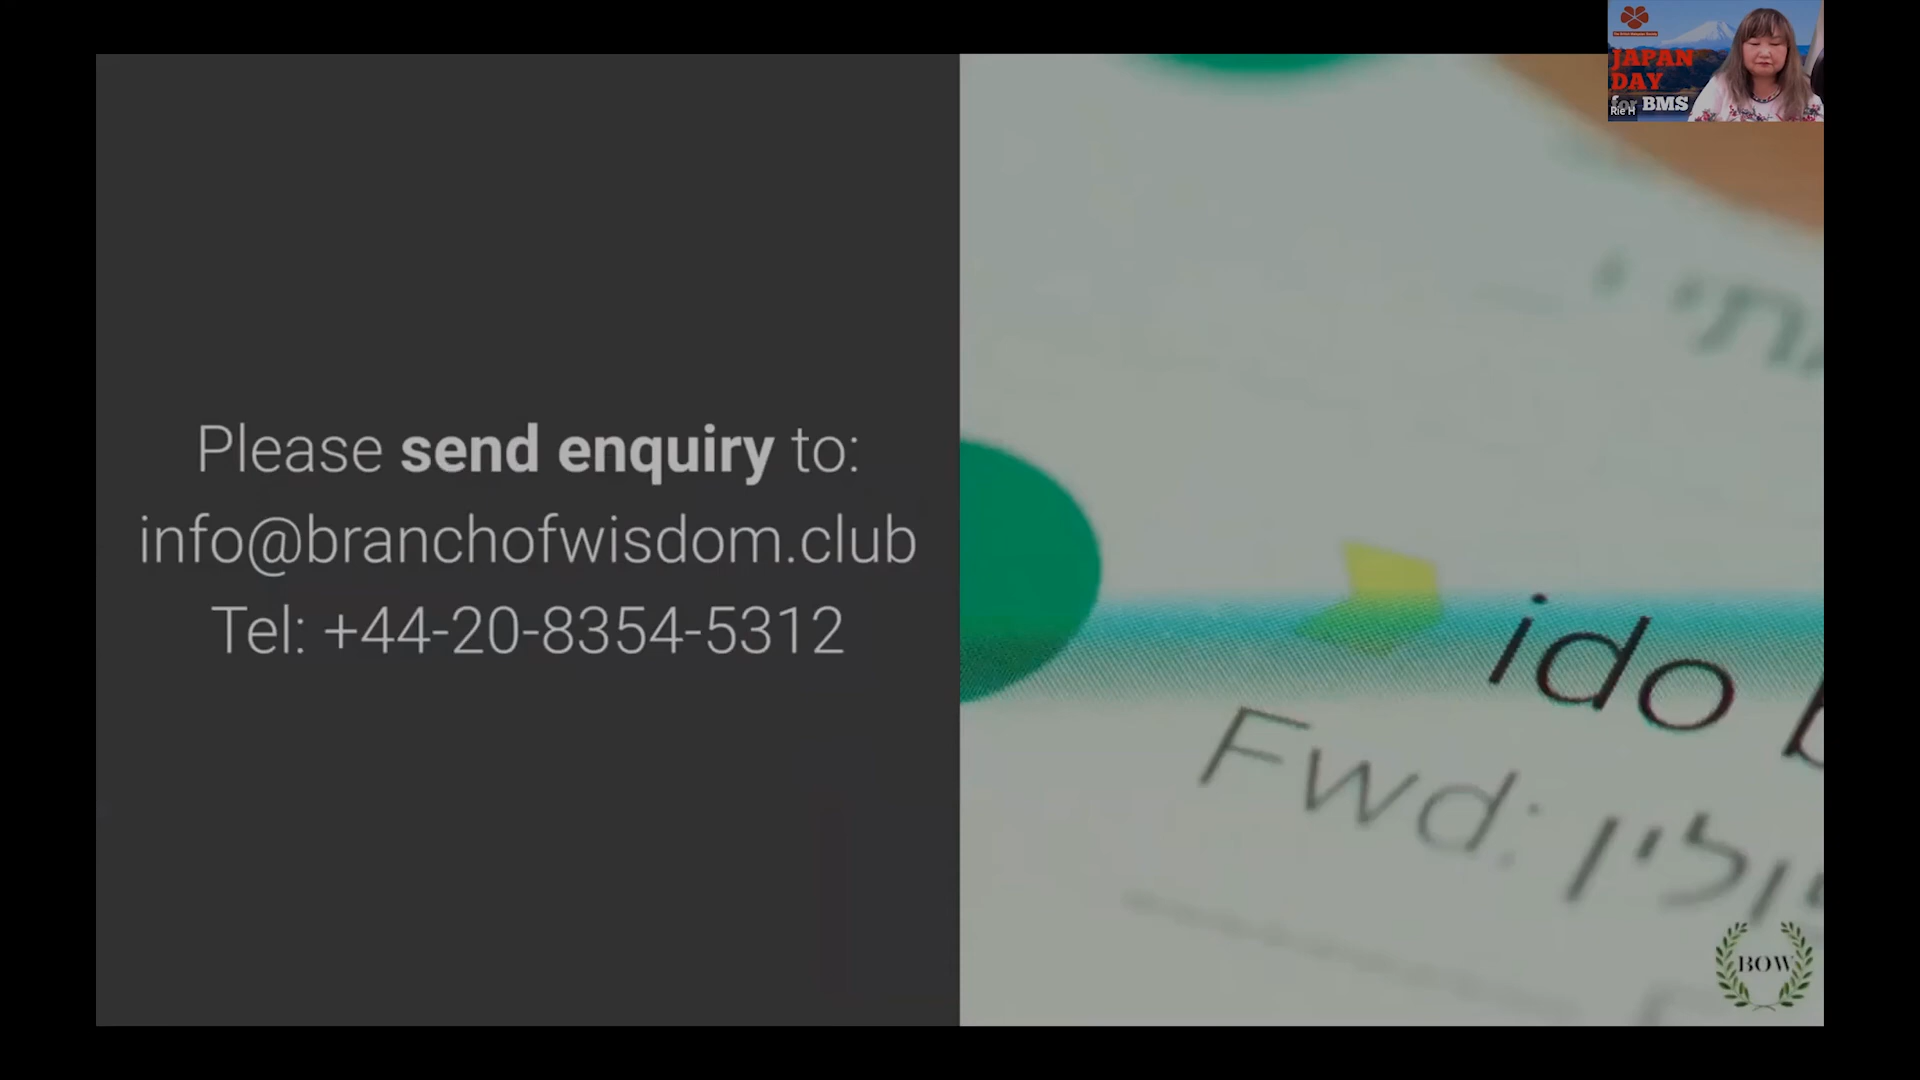 JAPAN
DAY
for BMS
Rie H
Please send enquiry to:
info@branchofwisdom.club
Tel: +44-20-8354-5312
ido
Fwd:
BOW